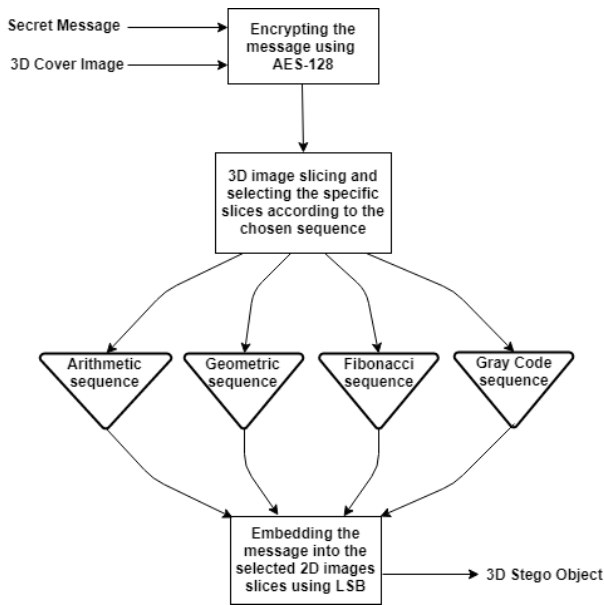 Secret Message
3D Cover Image
Encrypting the
message using
AES-128
3D image slicing and
selecting the specific
slices according to the
chosen sequence
Arithmetic
sequence
Geometric
sequence
Fibonacci
sequence
Gray Code
sequence
Embedding the
message into the
selected 2D images
slices using LSB
3D Stego Object